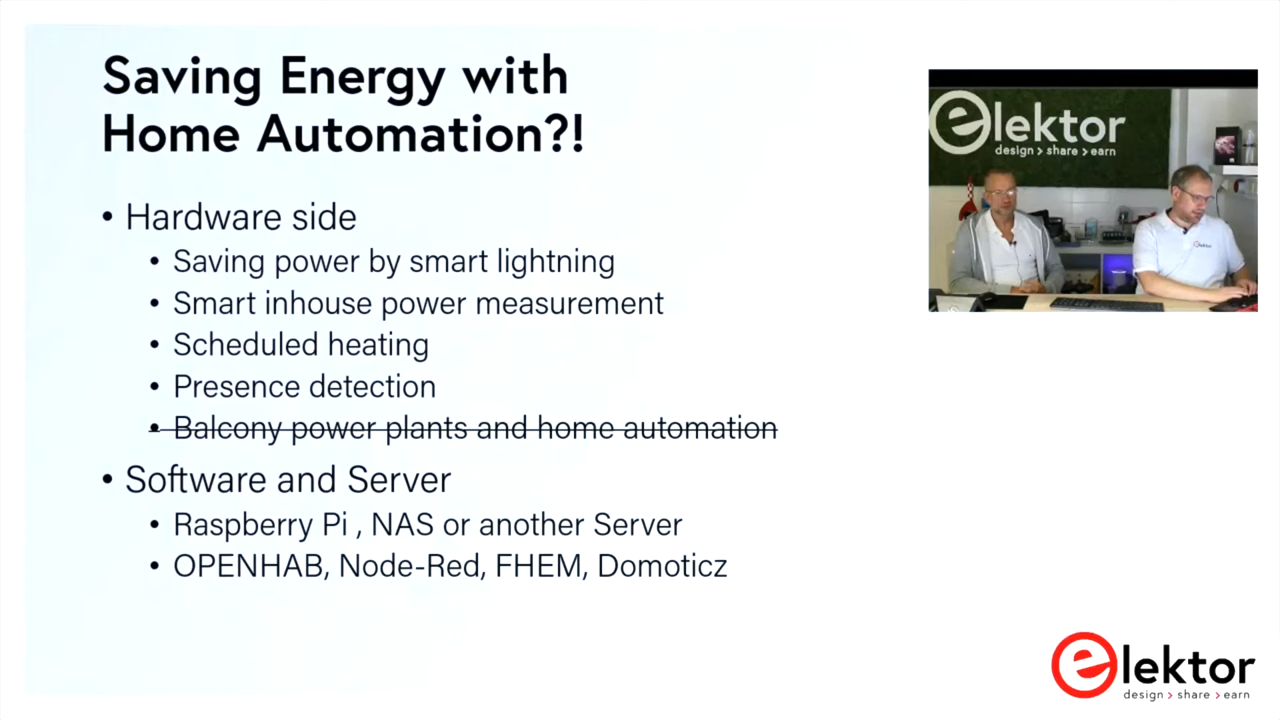 Saving Energy with
Home Automation?!
• Hardware side
• Saving power by smart lightning
• Smart inhouse power measurement
• Scheduled heating
• Presence detection
• Balcony power plants and home automation
• Software and Server
• Raspberry Pi , NAS or another Server
• OPENHAB, Node-Red, FHEM, Domoticz
elektor
design > share > earn
elektor
elektor
design > share > earn